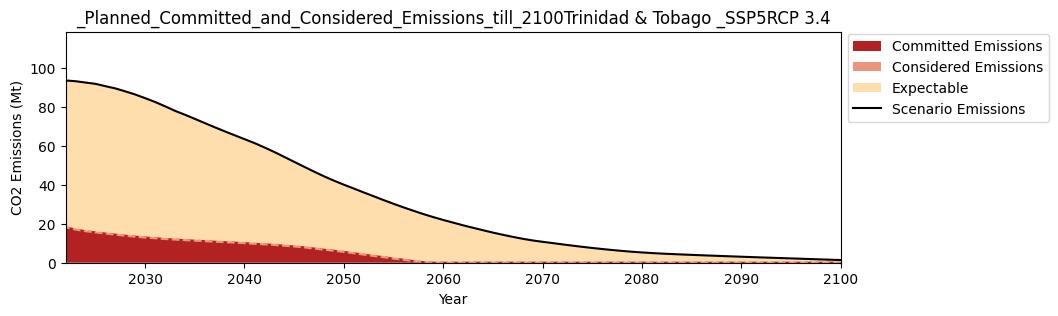 _Planned_Committed_and_Considered_Emissions_till_2100Trinidad & Tobago _SSP5RCP 3.4
CO2 Emissions (Mt)
100
80
60
40
20
0
2030 2040 2050 2060 2070 2080 2090 2100
Year
Committed Emissions
Considered Emissions
Expectable
Scenario Emissions